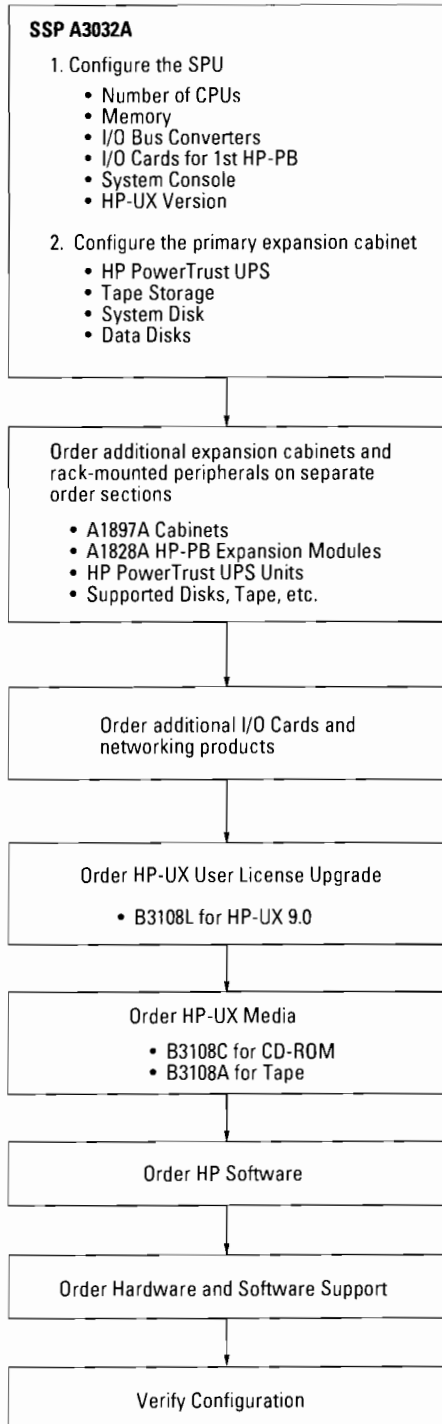 SSP A3032A
1. Configure the SPU
• Number of CPUs
• Memory
• I/O Bus Converters
• I/O Cards for 1st HP-PB
• System Console
• HP-UX Version
2. Configure the primary expansion cabinet
• HP PowerTrust UPS
• Tape Storage
• System Disk
• Data Disks
Order additional expansion cabinets and
rack-mounted peripherals on separate
order sections
• A1897A Cabinets
• A1828A HP-PB Expansion Modules
• HP PowerTrust UPS Units
• Supported Disks, Tape, etc.
Order additional I/O Cards and
networking products
Order HP-UX User License Upgrade
• B3108L for HP-UX 9.0
Order HP-UX Media
• B3108C for CD-ROM
• B3108A for Tape
Order HP Software
Order Hardware and Software Support
Verify Configuration